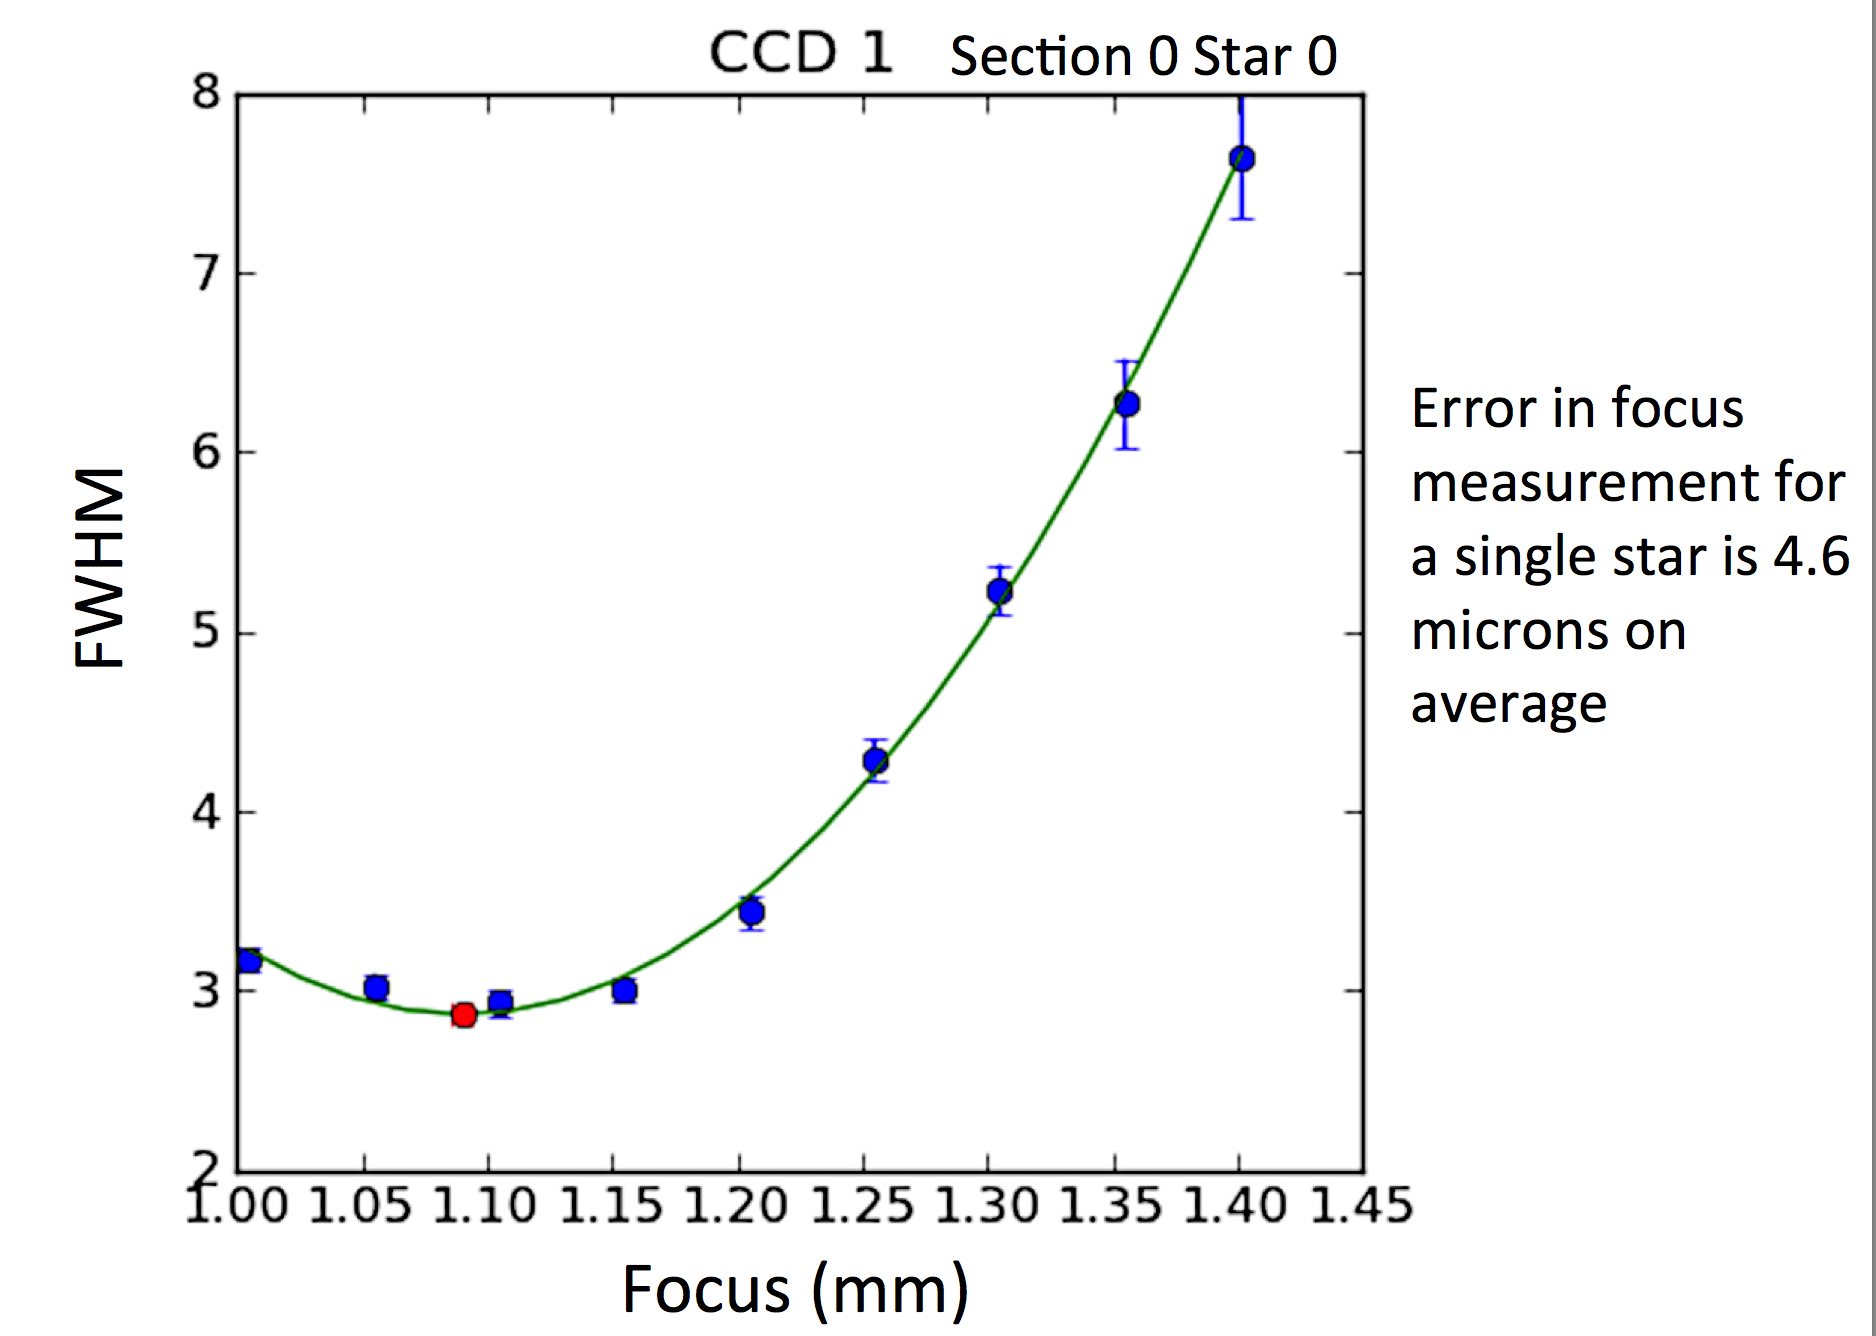 CCD 1 Section 0 Star 0
8
7
6
5
4
3
2
FWHM
1.00 1.05 1.10 1.15 1.20 1.25 1.30 1.35 1.40 1.45
Focus (mm)
Error in focus
measurement for
a single star is 4.6
microns on
average